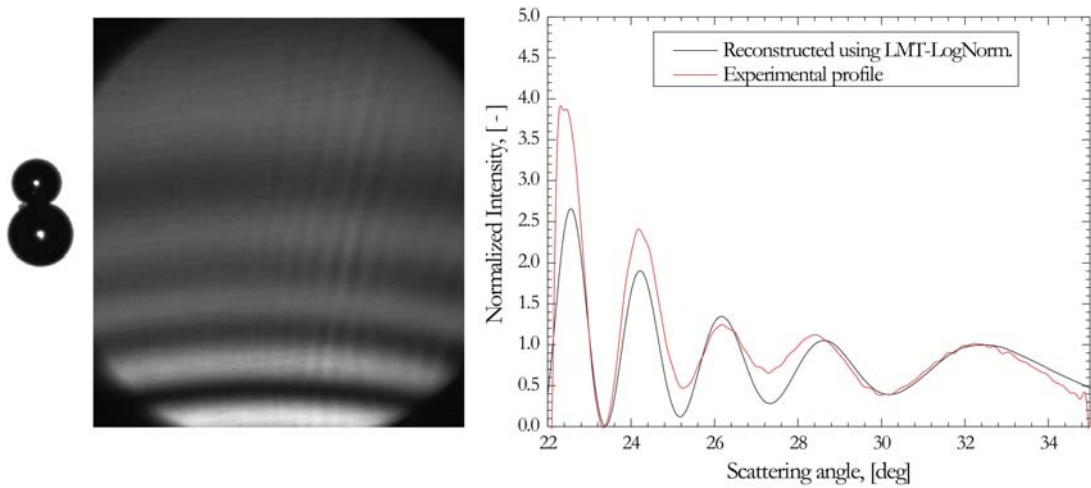 5.0
4.5
4.0
3.5
3.0
2.5
2.0
1.5
1.0
0.5
0.0
Normalized Intensity, [ - ]
Reconstructed using LMT-LogNorm.
Experimental profile
22 24 26 28 30 32 34
Scattering angle, [deg]